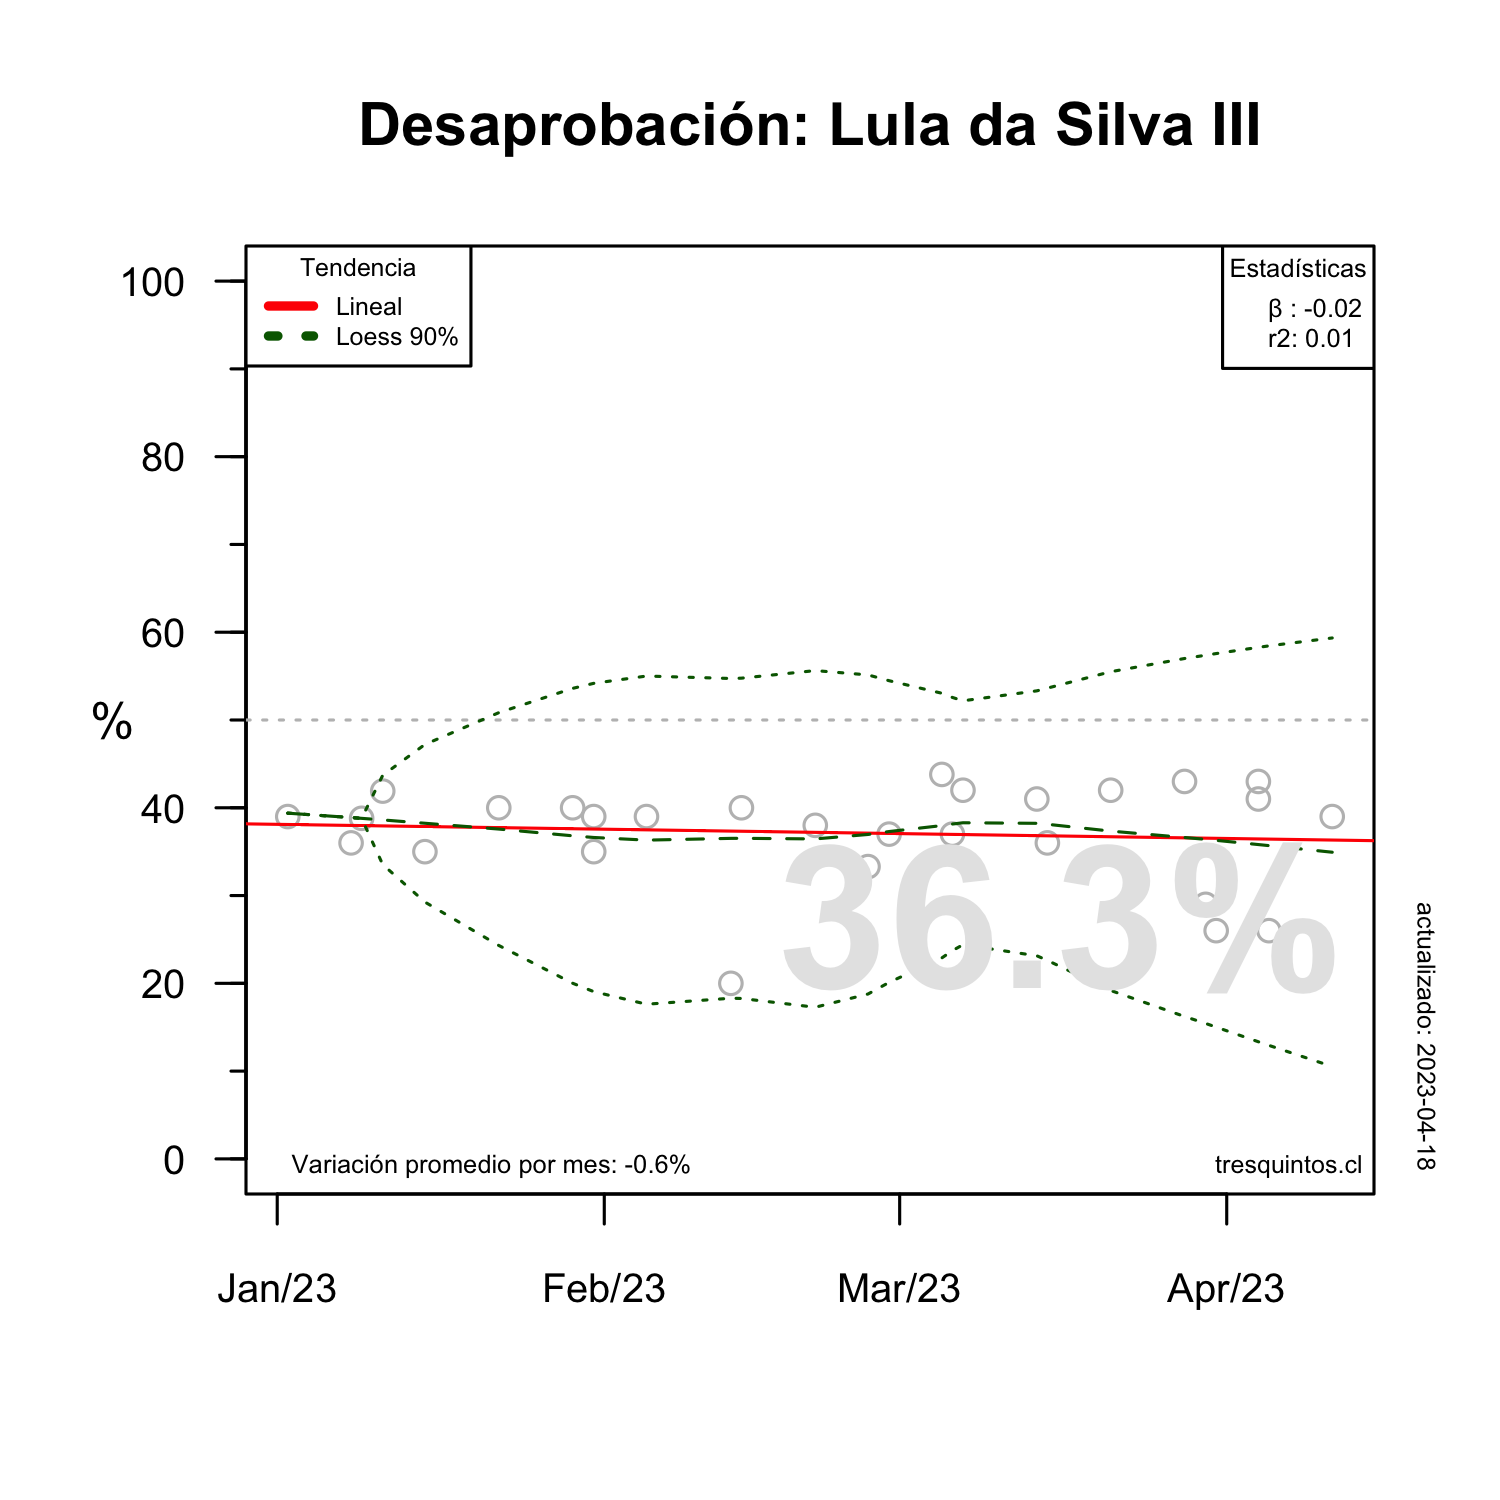 Desaprobación: Lula da Silva III
Tendencia
Lineal
Loess 90%
Estadísticas
β : -0.02
r2: 0.01
100
80
60
40
20
0
%
36.3%
Variación promedio por mes: -0.6%
tresquintos.cl
actualizado: 2023-04-18
Jan/23
Feb/23
Mar/23
Apr/23